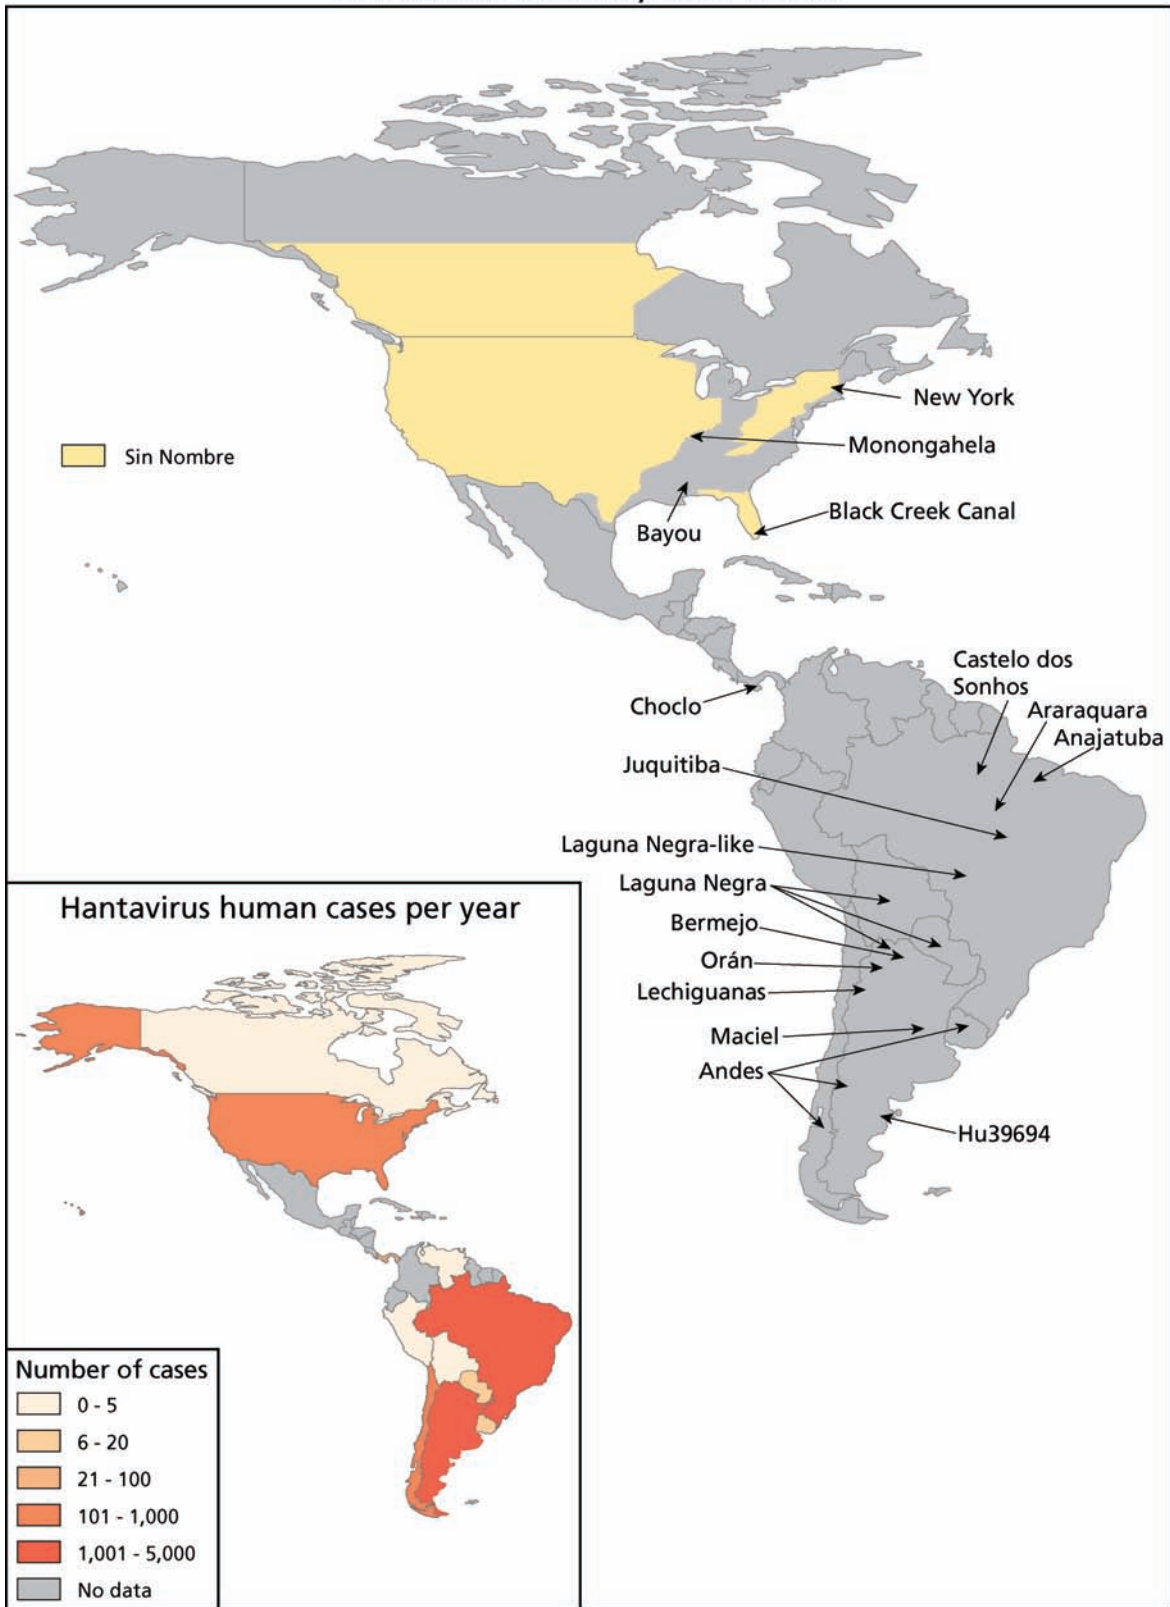 New York
Monongahela
Sin Nombre
Black Creek Canal
Bayou
Castelo dos
Sonhos
Choclo
Araraquara
Anajatuba
Juquitiba
Laguna Negra-like
Laguna Negra
Bermejo
Orán
Lechiguanas
Maciel
Andes
Hu39694
Hantavirus human cases per year
Number of cases
0 - 5
6 - 20
21 - 100
101 - 1,000
1,001 - 5,000
No data